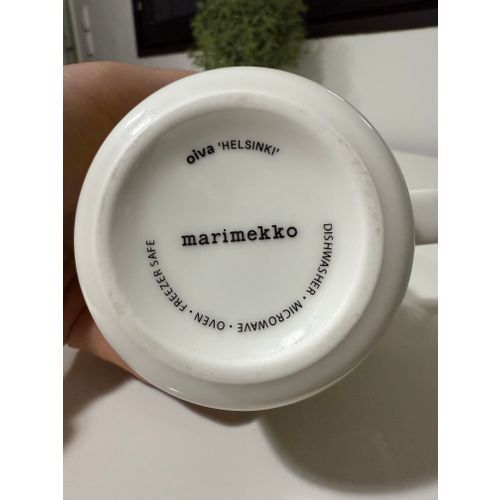 oiva 'HELSINKI'
marimekko
DISHWASHER • MICROWAVE • OVEN • FREEZER SAFE